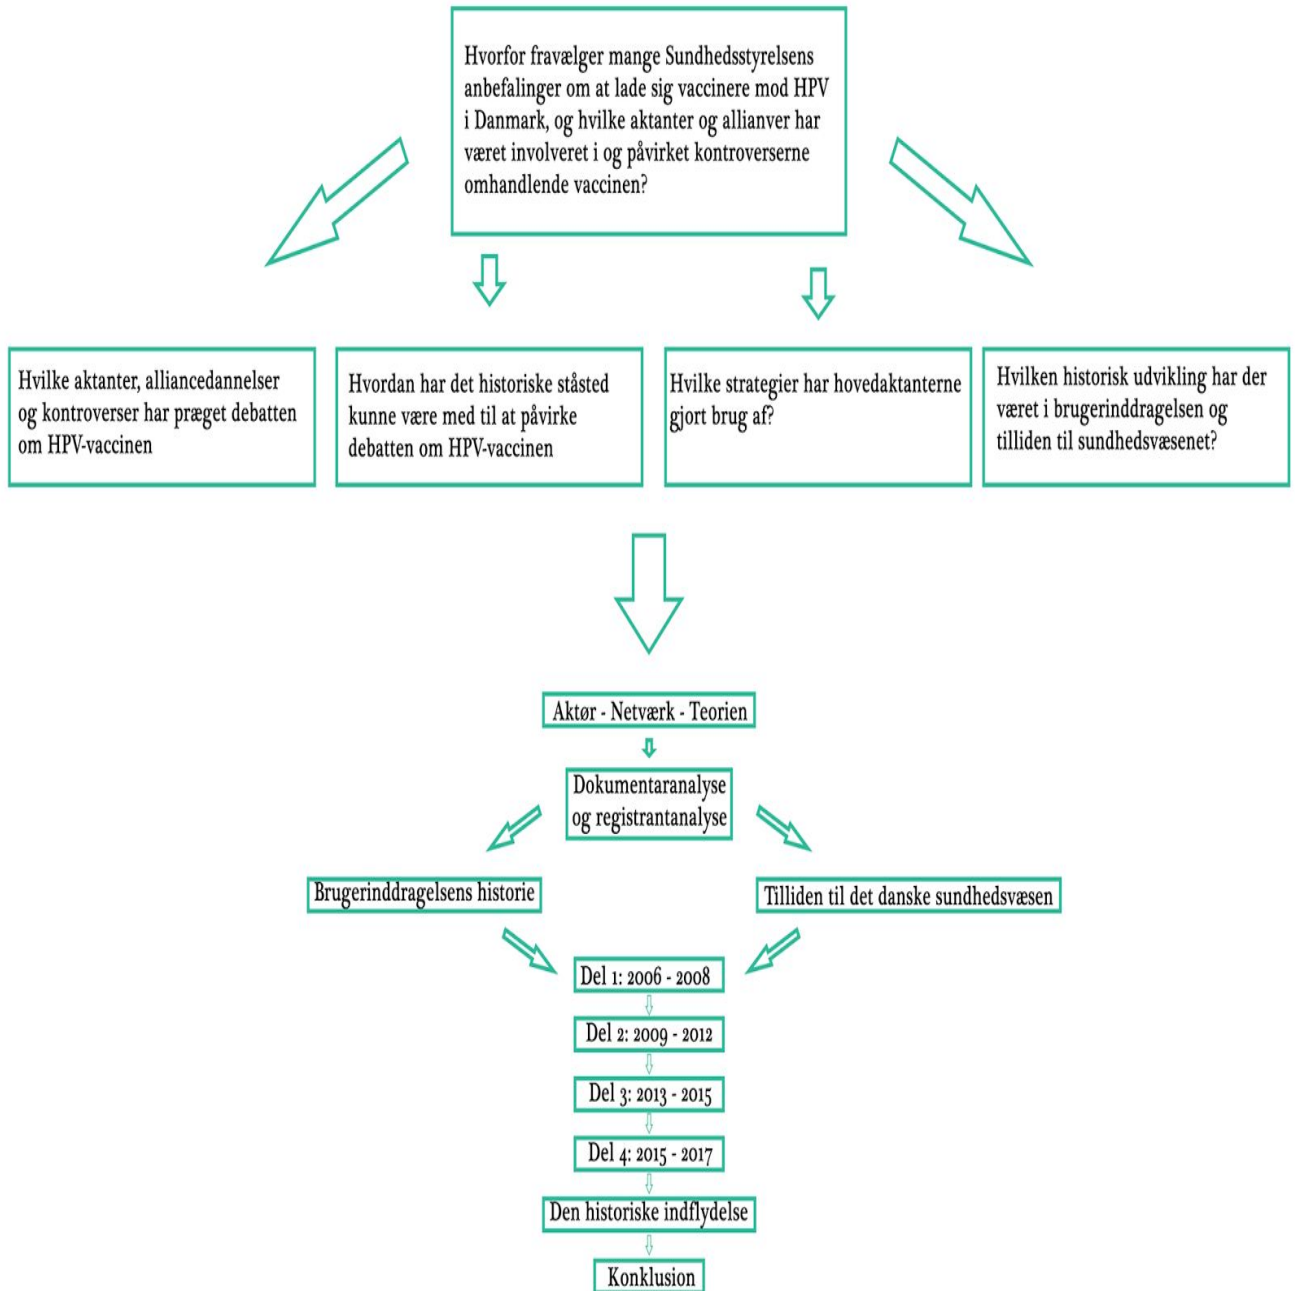 Hvorfor fravælger mange Sundhedsstyrelsens
anbefalinger om at lade sig vaccinere mod HPV
i Danmark, og hvilke aktanter og allianver har
været involveret i og påvirket kontroverserne
omhandlende vaccinen?
Hvilke aktanter, alliancedannelser
og kontroverser har præget debatten
om HPV-vaccinen
Hvordan har det historiske ståsted
kunne være med til at påvirke
debatten om HPV-vaccinen
Hvilke strategier har hovedaktanterne
gjort brug af?
Hvilken historisk udvikling har der
været i brugerinddragelsen og
tilliden til sundhedsvæsenet?
Aktør - Netværk - Teorien
Dokumentaranalyse
og registrantanalyse
Brugerinddragelsens historie
Tilliden til det danske sundhedsvæsen
Del 1: 2006 - 2008
Del 2: 2009 - 2012
Del 3: 2013 - 2015
Del 4: 2015 - 2017
Den historiske indflydelse
Konklusion